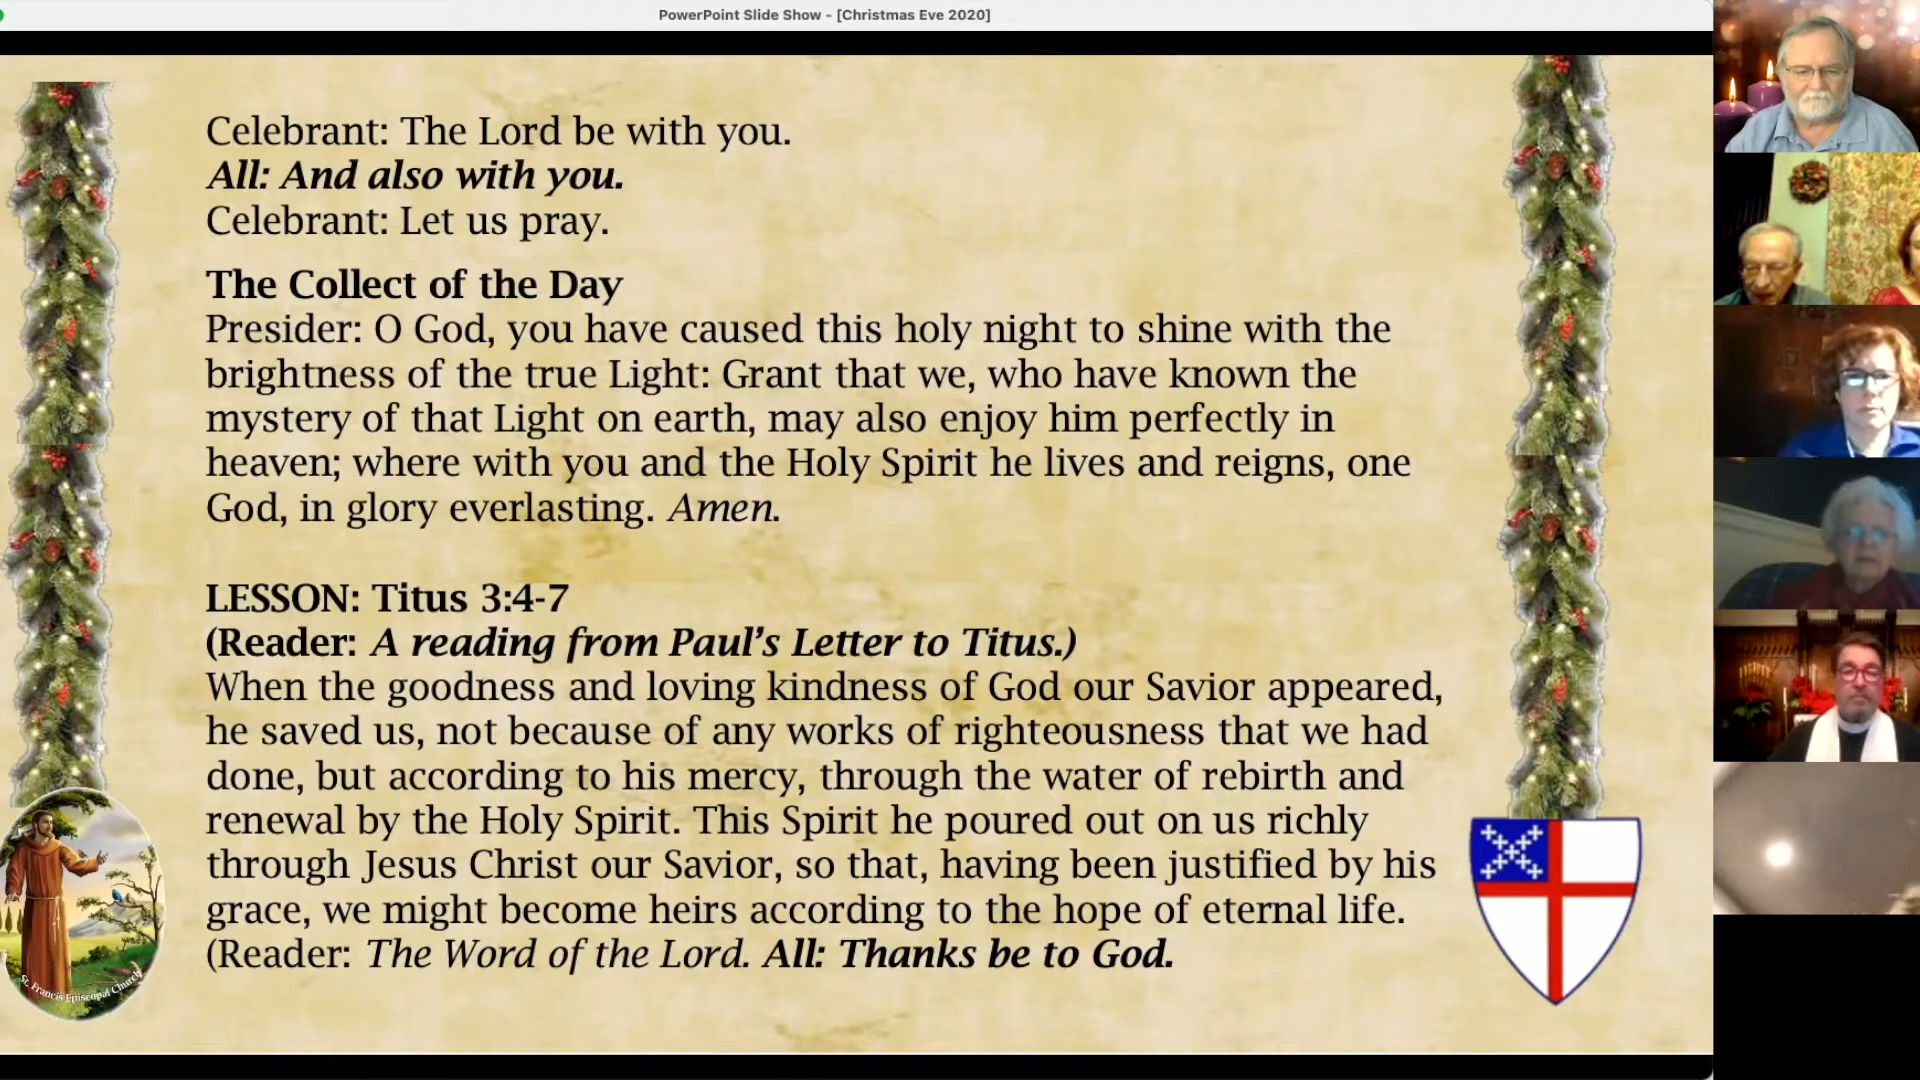 PowerPoint Slide Show - [Christmas Eve 2020]
Celebrant: The Lord be with you.
All: And also with you.
Celebrant: Let us pray.
The Collect of the Day
Presider: O God, you have caused this holy night to shine with the
brightness of the true Light: Grant that we, who have known the
mystery of that Light on earth, may also enjoy him perfectly in
heaven; where with you and the Holy Spirit he lives and reigns, one
God, in glory everlasting. Amen.
LESSON: Titus 3:4-7
(Reader: A reading from Paul’s Letter to Titus.)
When the goodness and loving kindness of God our Savior appeared,
he saved us, not because of any works of righteousness that we had
done, but according to his mercy, through the water of rebirth and
renewal by the Holy Spirit. This Spirit he poured out on us richly
through Jesus Christ our Savior, so that, having been justified by his
grace, we might become heirs according to the hope of eternal life.
(Reader: The Word of the Lord. All: Thanks be to God.
St. Francis Episcopal Church